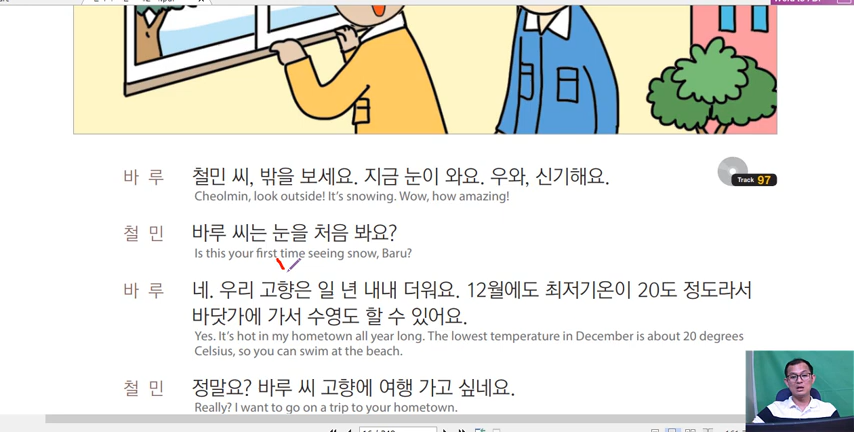 바 루 철민 씨, 밖을 보세요. 지금 눈이 와요. 우와, 신기해요.
Cheolmin, look outside! It's snowing. Wow, how amazing!
Track 97
철 민 바루 씨는 눈을 처음 봐요?
Is this your first time seeing snow, Baru?
바 루 네. 우리 고향은 일 년 내내 더워요. 12월에도 최저기온이 20도 정도라서
바닷가에 가서 수영도 할 수 있어요.
Yes. It's hot in my hometown all year long. The lowest temperature in December is about 20 degrees
Celsius, so you can swim at the beach.
철 민 정말요? 바루 씨 고향에 여행 가고 싶네요.
Really? I want to go on a trip to your hometown.